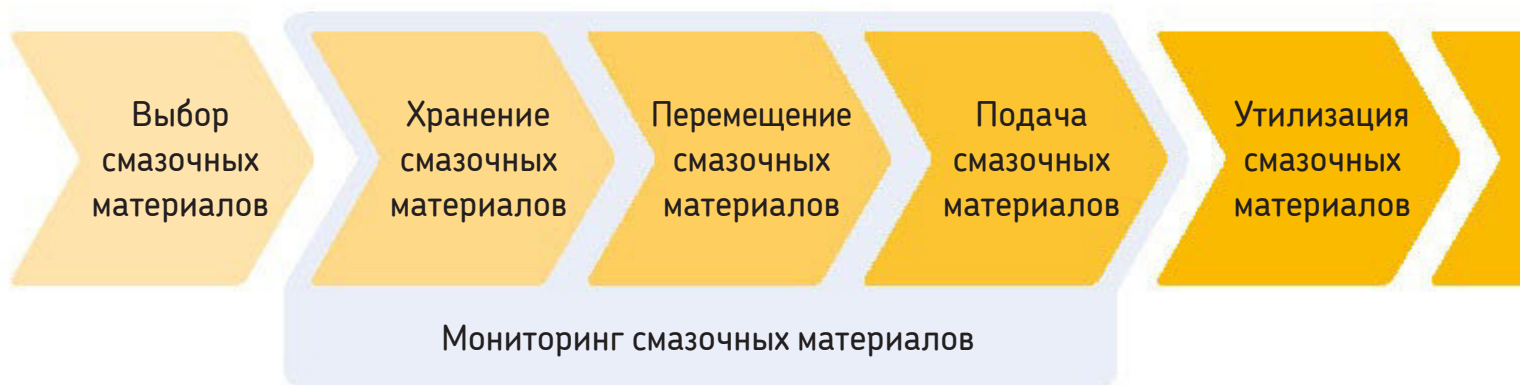 Выбор
смазочных
материалов
Хранение
смазочных
материалов
Перемещение
смазочных
материалов
Подача
смазочных
материалов
Утилизация
смазочных
материалов
Мониторинг смазочных материалов